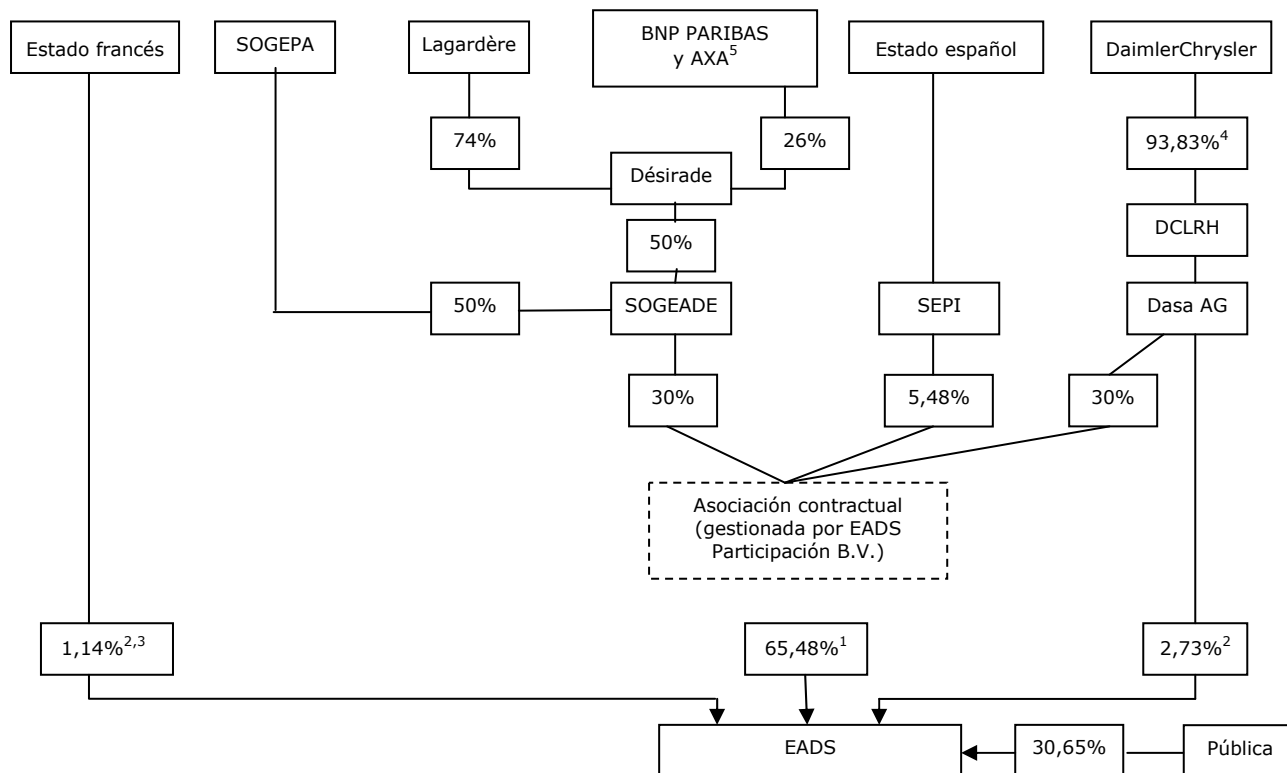 Estado francés
SOGEPA
Lagardère
BNP PARIBAS
y AXA5
Estado español
DaimlerChrysler
74%
26%
93,83%4
Désirade
DCLRH
50%
50%
SOGEADE
SEPI
Dasa AG
30%
5,48%
30%
Asociación contractual
(gestionada por EADS
Participación B.V.)
1,14%2,3
65,48%1
2,73%2
EADS
30,65%
Pública